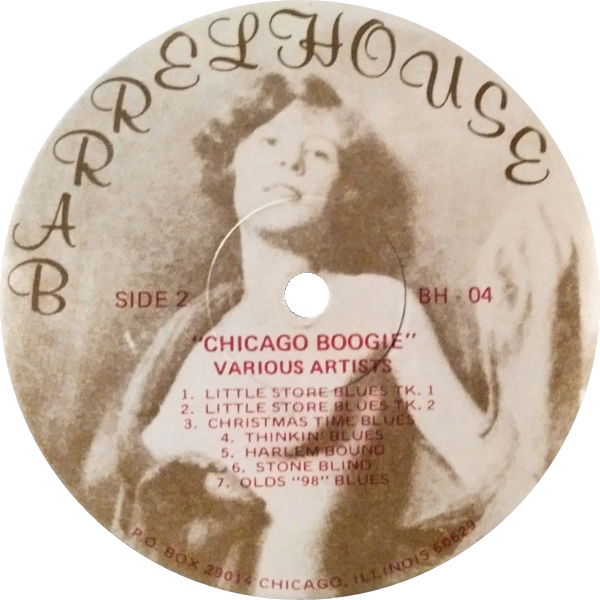 BARRELHOUSE
SIDE 2
BH - 04
"CHICAGO BOOGIE"
VARIOUS ARTISTS
1. LITTLE STORE BLUES TK. 1
2. LITTLE STORE BLUES TK. 2
3. CHRISTMAS TIME BLUES
4. THINKIN' BLUES
5. HARLEM BOUND
6. STONE BLIND
7. OLDS "98" BLUES
P.O. BOX 29014 CHICAGO, ILLINOIS 60629